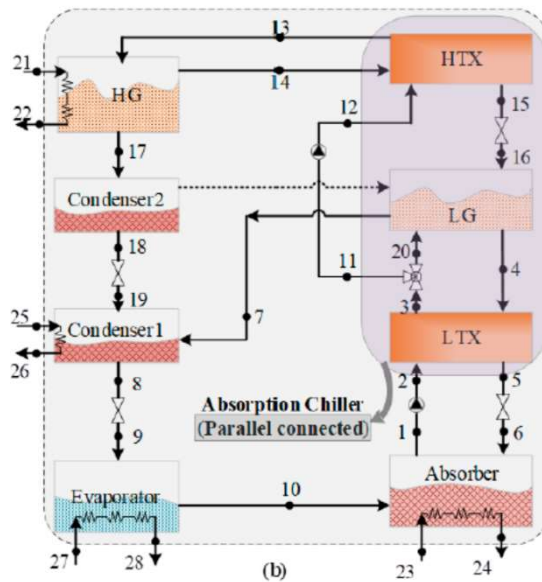 13
21
HG
14
HTX
22
12
15
17
16
Condenser2
LG
18
20
11
4
19
3
25
7
Condenser1
LTX
26
8
2
5
Absorption Chiller
(Parallel connected)
9
1
6
10
Absorber
Evaporator
27
28
(b)
23
24